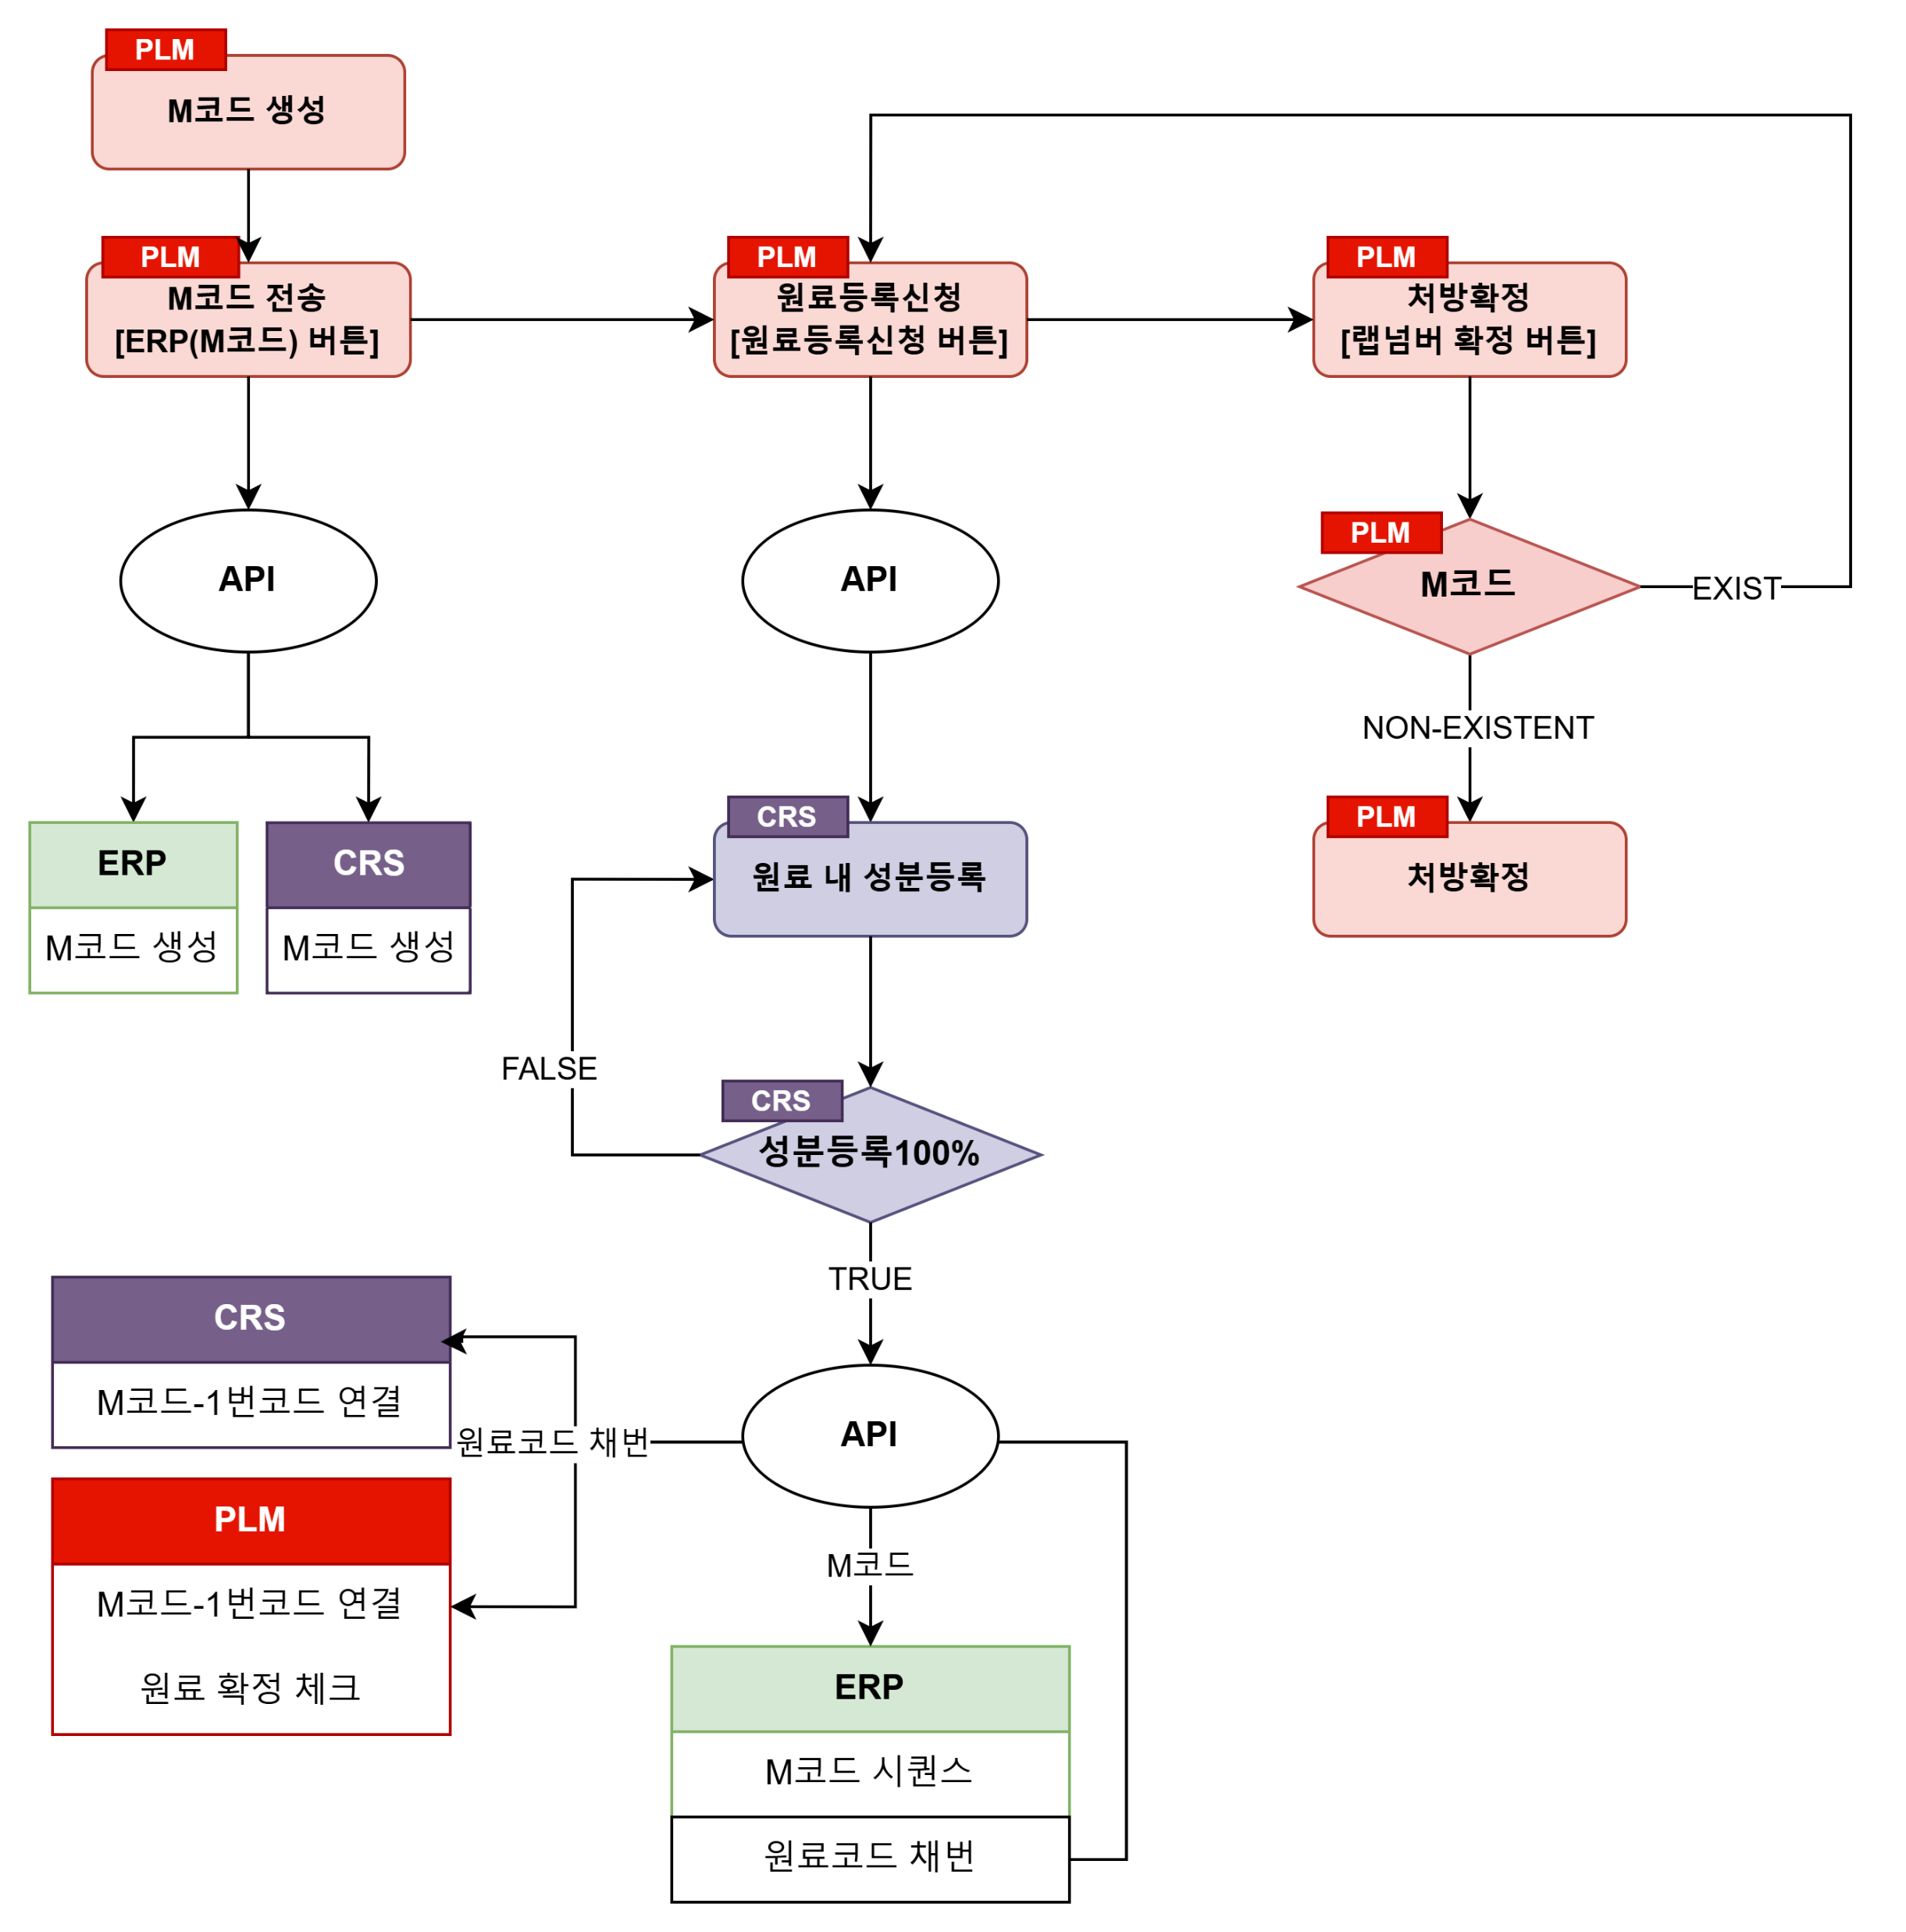 PLM
M코드 생성
PLM
M코드 전송
[ERP(M코드) 버튼]
PLM
원료등록신청
[원료등록신청 버튼]
PLM
처방확정
[랩넘버 확정 버튼]
API
API
PLM
M코드
EXIST
NON-EXISTENT
ERP
M코드 생성
CRS
M코드 생성
CRS
원료 내 성분등록
PLM
처방확정
FALSE
CRS
성분등록100%
TRUE
CRS
M코드-1번코드 연결
원료코드 채번
API
PLM
M코드-1번코드 연결
원료 확정 체크
M코드
ERP
M코드 시퀀스
원료코드 채번